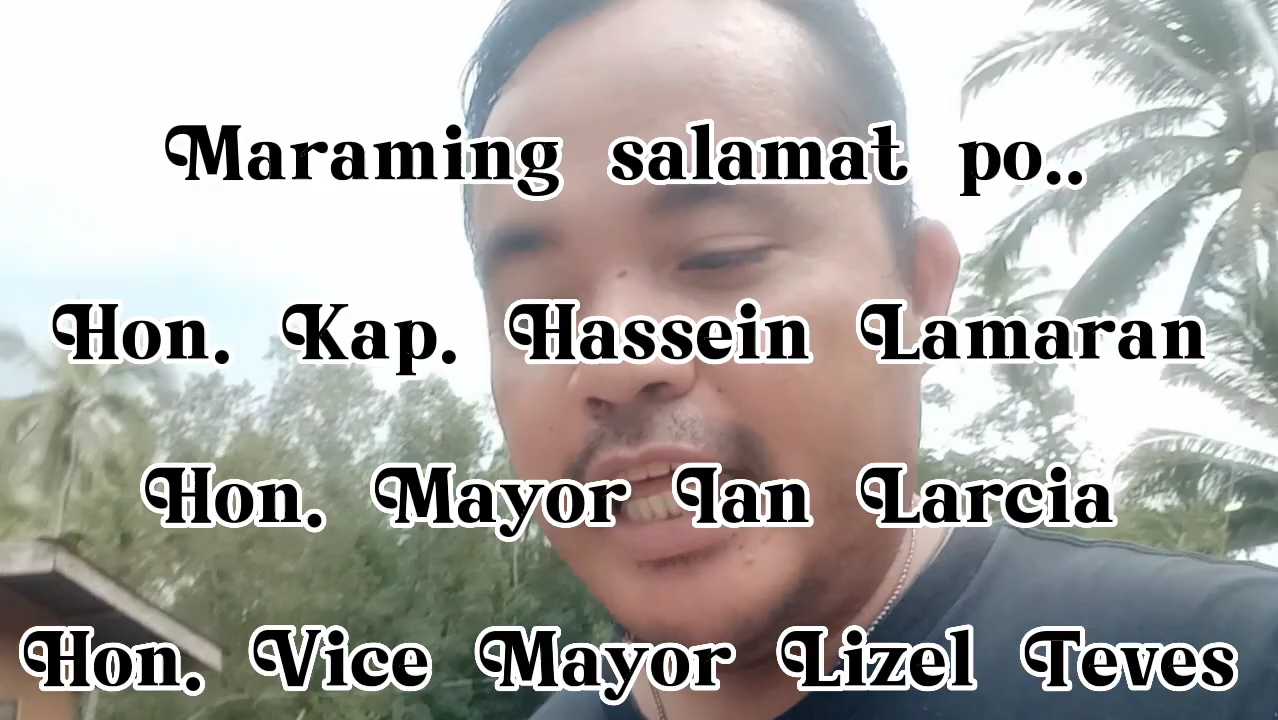 Maraming salamat po..
Hon. Kap. Hassein Lamaran
Hon. Mayor Ian Larcia
Hon. Vice Mayor Lizel Teves